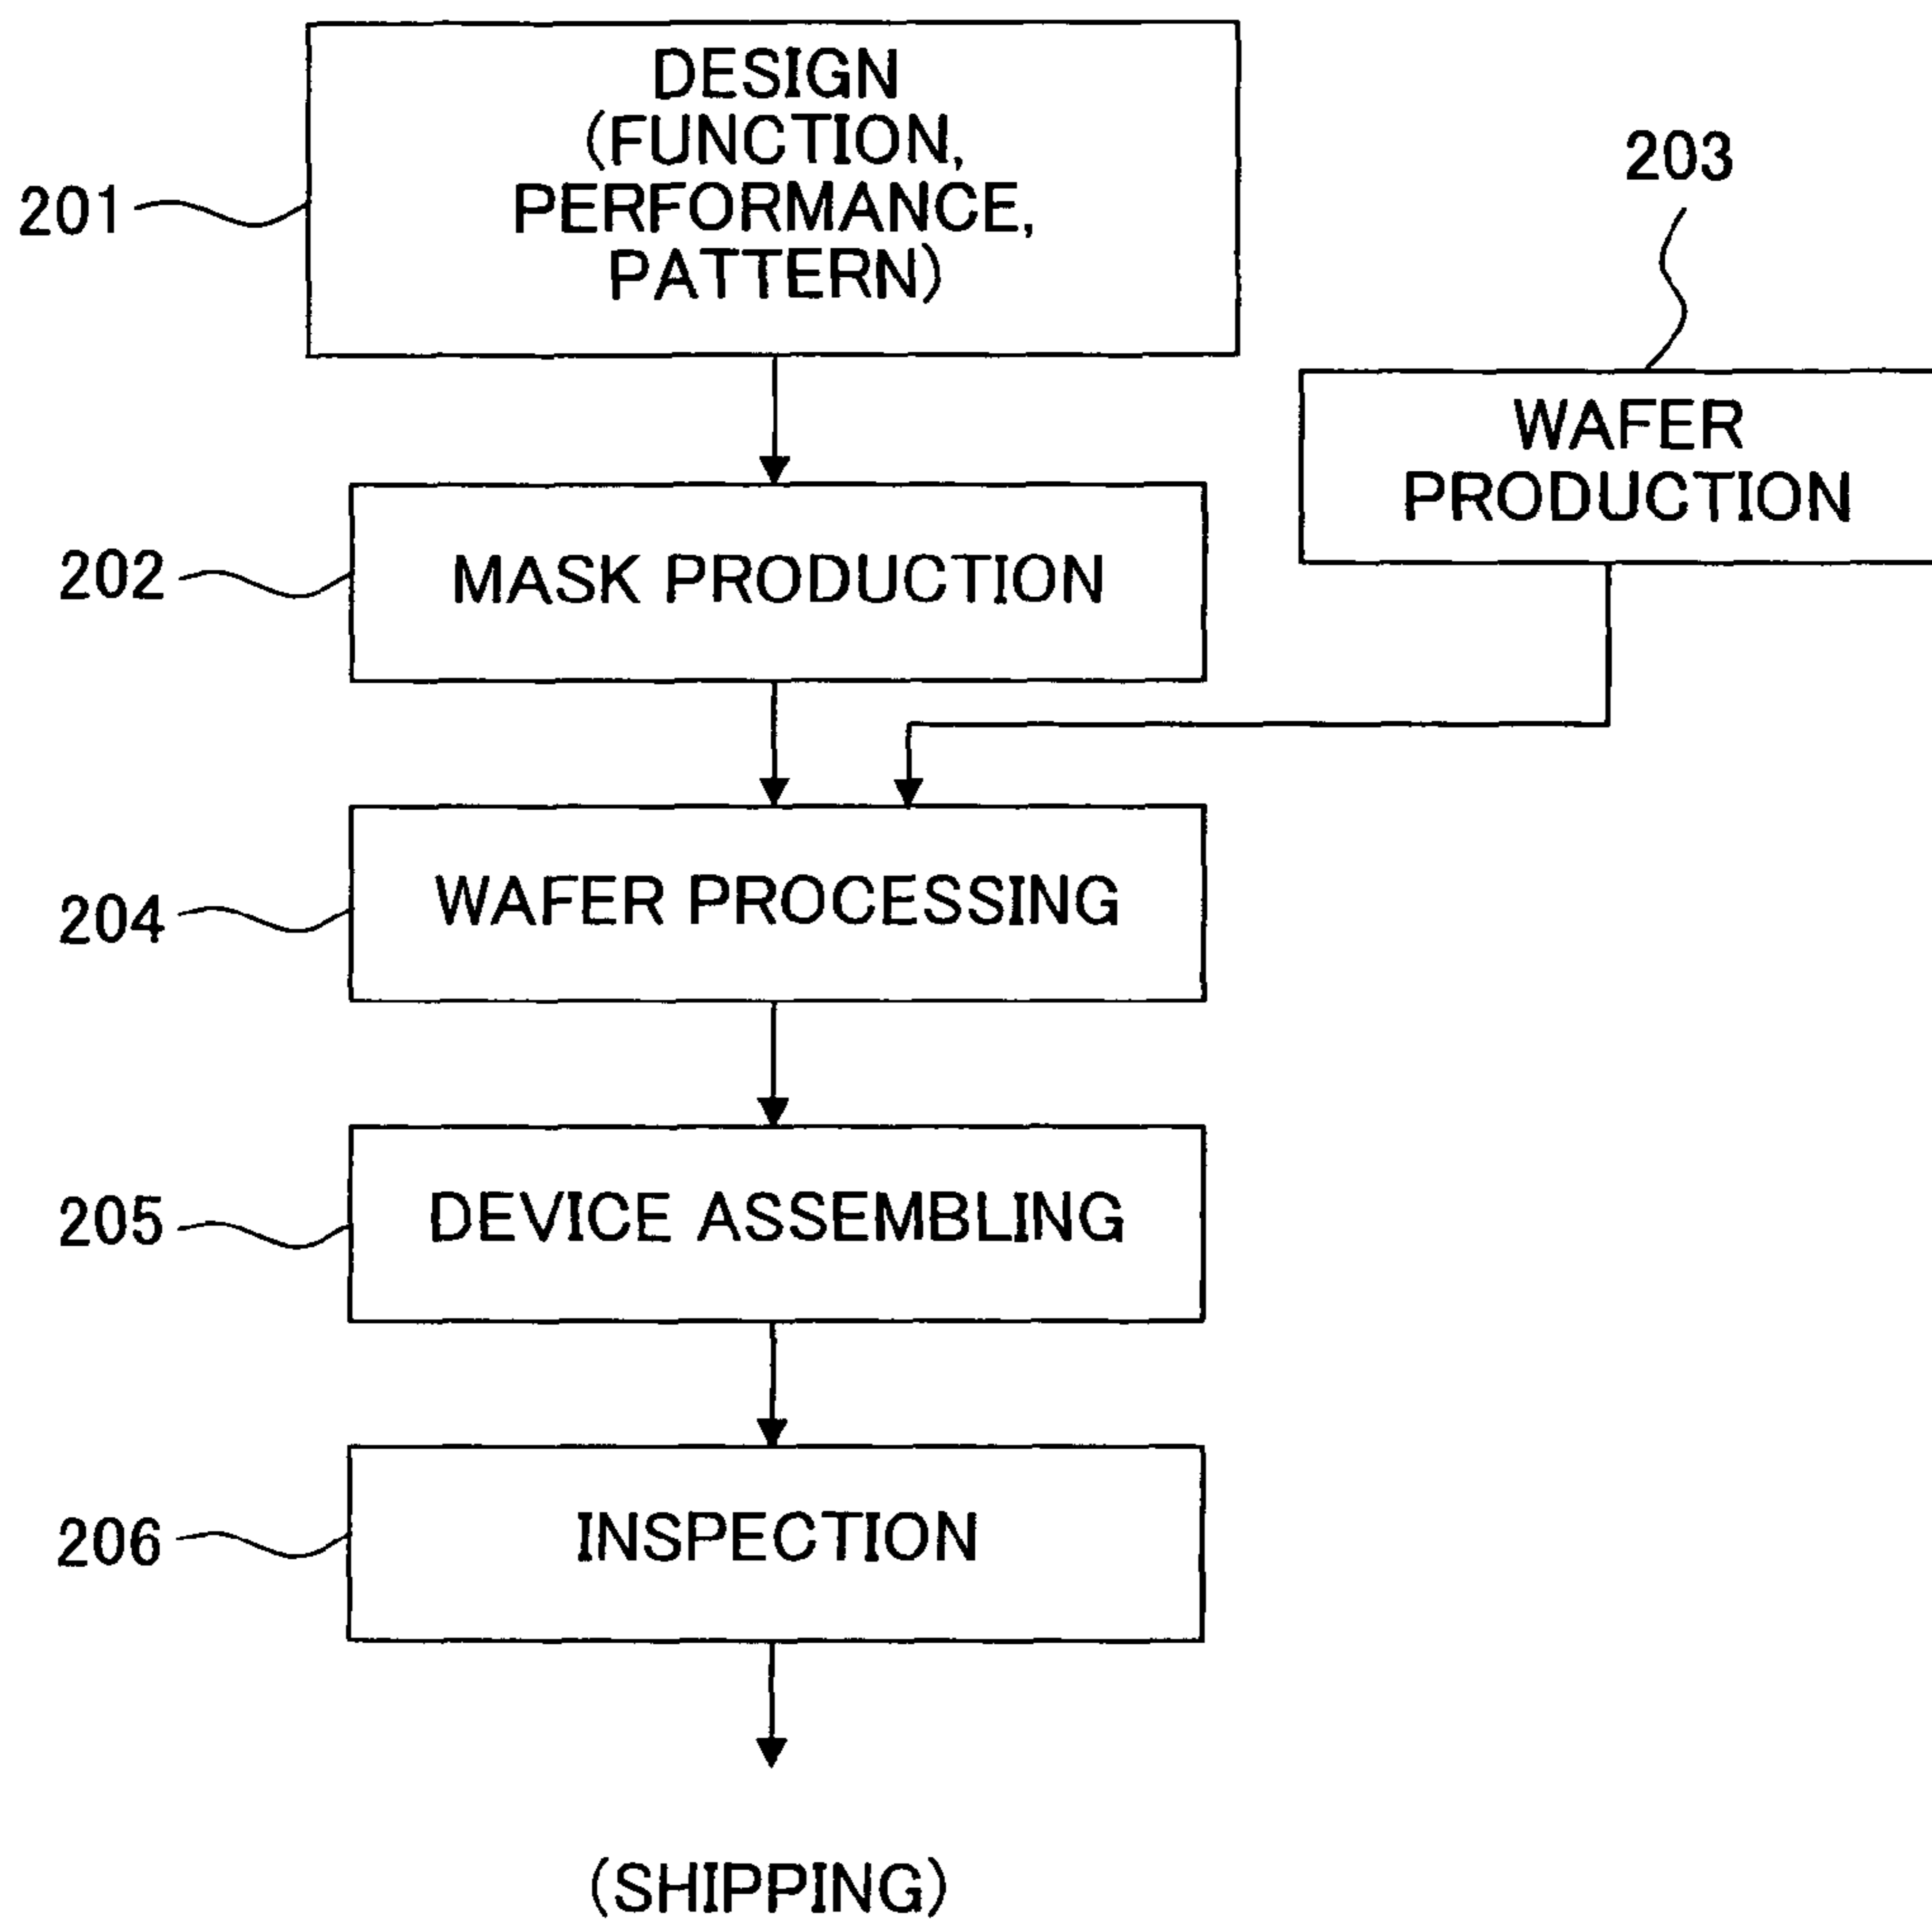 DESIGN
(FUNCTION,
PERFORMANCE,
PATTERN)
201
203
WAFER
PRODUCTION
202
MASK PRODUCTION
204
WAFER PROCESSING
205
DEVICE ASSEMBLING
206
INSPECTION
(SHIPPING)